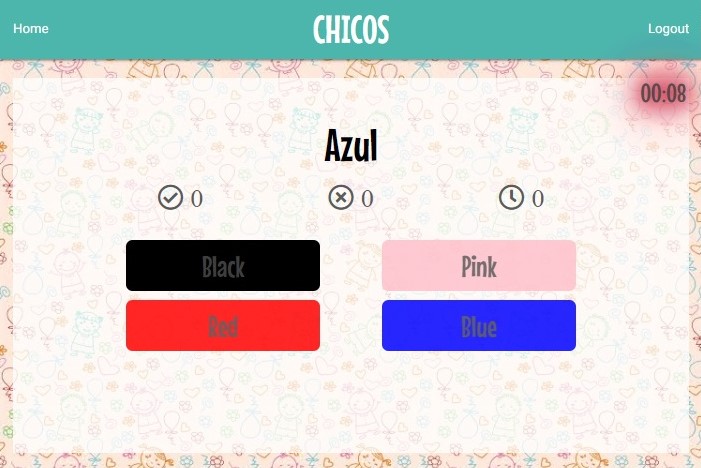 Home
CHICOS
Logout
00:08
Azul
0
0
0
Black
Pink
Red
Blue